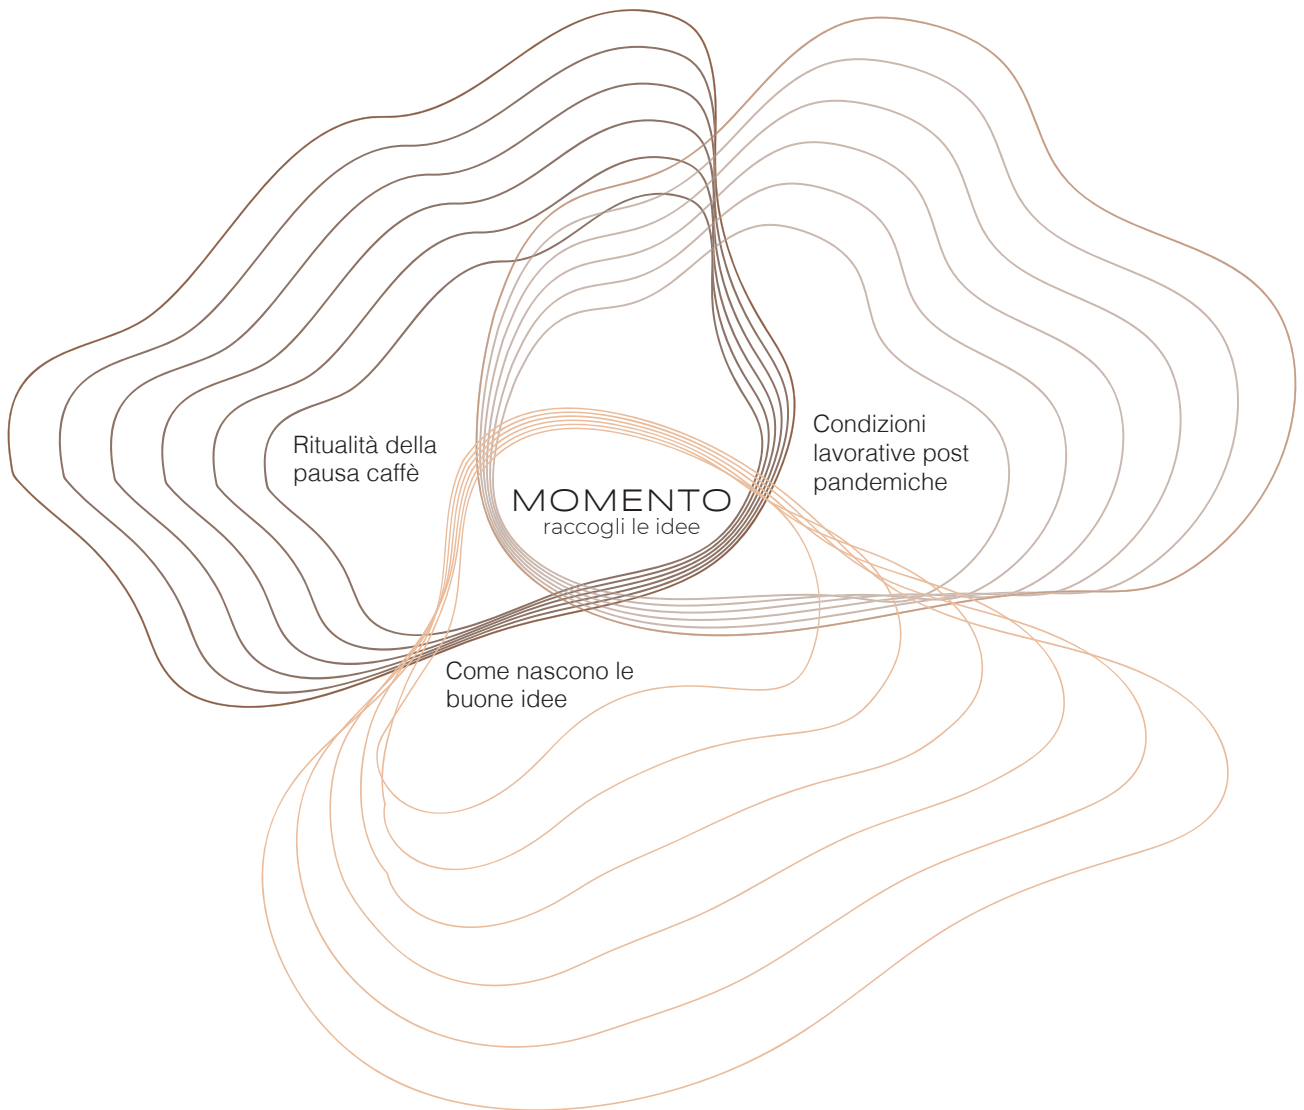 Ritualità della
pausa caffè
Condizioni
lavorative post
pandemiche
MOMENTO
raccogli le idee
Come nascono le
buone idee